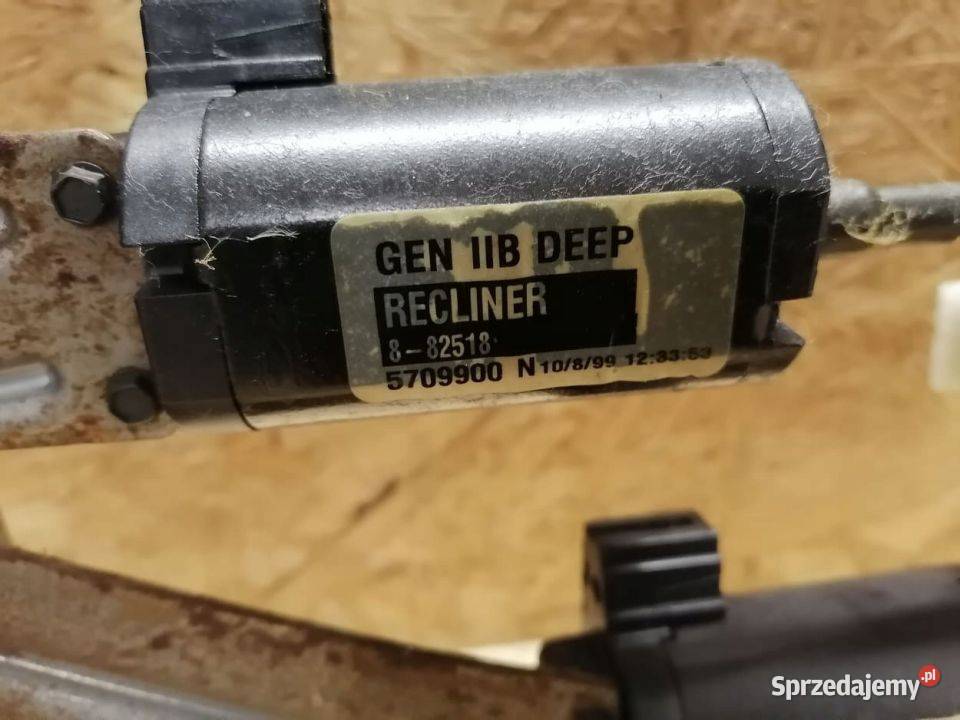 GEN IIB DEEP
RECLINER
8-82518
5709900 N 10/8/99 12:33:53
Sprzedajemy.pl